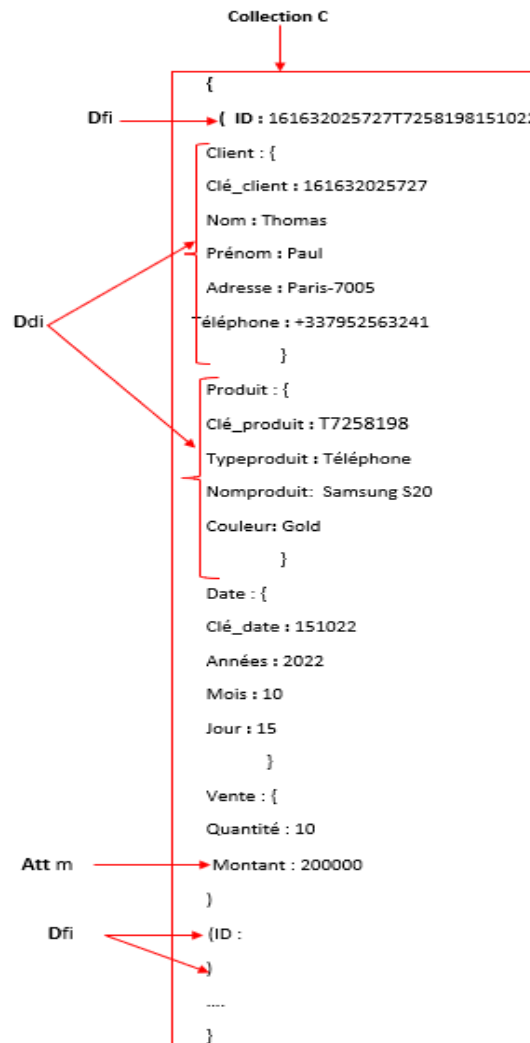 Collection C
{
Dfi ( ID : 161632025727T7258198151022
Client : {
Clé_client : 161632025727
Nom : Thomas
Prénom : Paul
Adresse : Paris-7005
Ddi
Téléphone : +337952563241
}
Produit : {
Clé_produit : T7258198
Typeproduit : Téléphone
Nomproduit: Samsung S20
Couleur: Gold
}
Date : {
Clé_date : 151022
Années : 2022
Mois : 10
Jour : 15
}
Vente : {
Quantité : 10
Att m Montant : 200000
)
Dfi (ID :
)
....
}